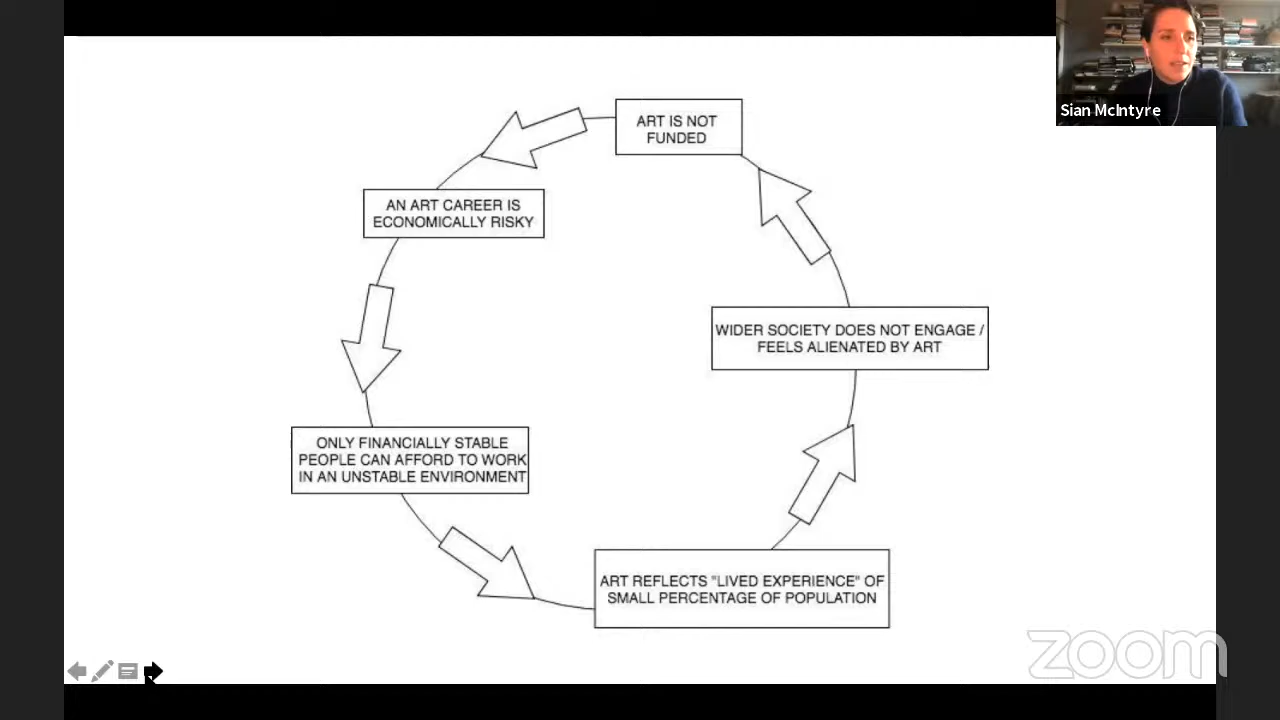 Sian McIntyre
ART IS NOT
FUNDED
AN ART CAREER IS
ECONOMICALLY RISKY
WIDER SOCIETY DOES NOT ENGAGE /
FEELS ALIENATED BY ART
ONLY FINANCIALLY STABLE
PEOPLE CAN AFFORD TO WORK
IN AN UNSTABLE ENVIRONMENT
ART REFLECTS "LIVED EXPERIENCE" OF
SMALL PERCENTAGE OF POPULATION
zoom